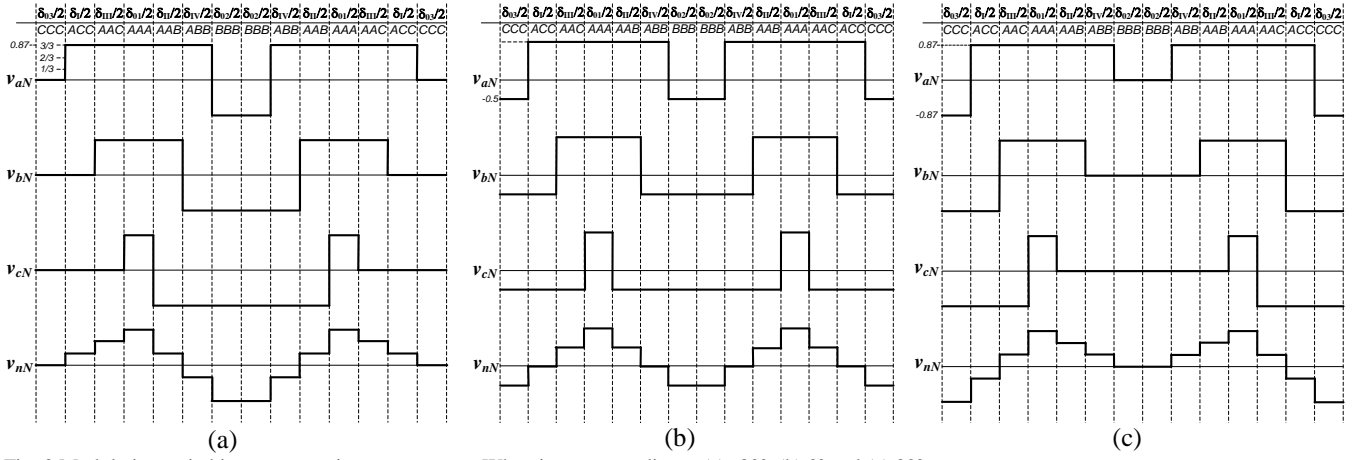 δ03/2 δI/2 δIII/2 δ01/2 δII/2 δIV/2 δ02/2 δ02/2 δIV/2 δII/2 δ01/2 δIII/2 δI/2 δ03/2
CCC ACC AAC AAA AAB ABB BBB BBB ABB AAB AAA AAC ACC CCC
0.87
3/3
2/3
1/3
vaN
vbN
vcN
vnN
(a)
δ03/2 δI/2 δIII/2 δ01/2 δII/2 δIV/2 δ02/2 δ02/2 δIV/2 δII/2 δ01/2 δIII/2 δI/2 δ03/2
CCC ACC AAC AAA AAB ABB BBB BBB ABB AAB AAA AAC ACC CCC
vaN
-0.5
vbN
vcN
vnN
(b)
δ03/2 δI/2 δIII/2 δ01/2 δII/2 δIV/2 δ02/2 δ02/2 δIV/2 δII/2 δ01/2 δIII/2 δI/2 δ03/2
CCC ACC AAC AAA AAB ABB BBB BBB ABB AAB AAA AAC ACC CCC
0.87
vaN
-0.87
vbN
vcN
vnN
(c)